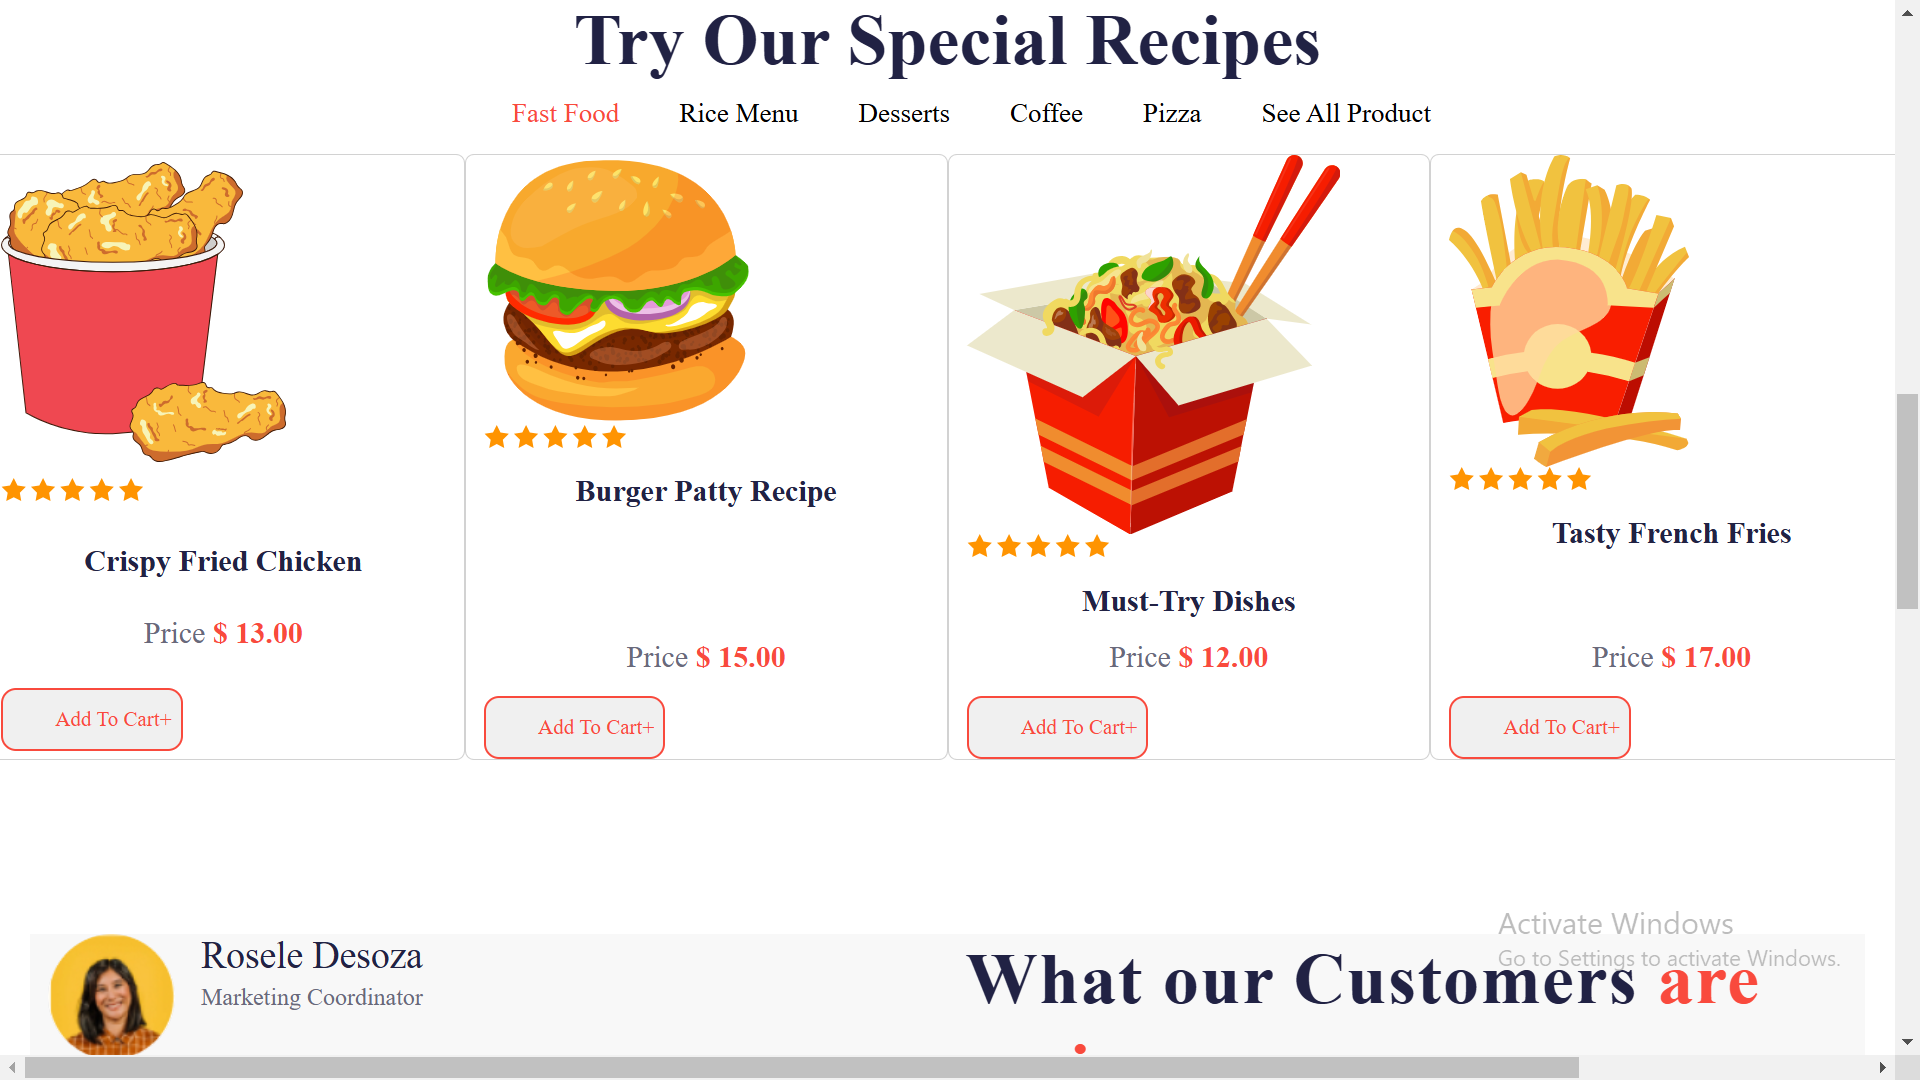 Try Our Special Recipes
Fast Food Rice Menu Desserts Coffee Pizza See All Product
Crispy Fried Chicken
Price $ 13.00
Add To Cart+
Burger Patty Recipe
Price $ 15.00
Add To Cart+
Must-Try Dishes
Price $ 12.00
Add To Cart+
Tasty French Fries
Price $ 17.00
Add To Cart+
Rosele Desoza
Marketing Coordinator
What our Customers are
Activate Windows
Go to Settings to activate Windows.